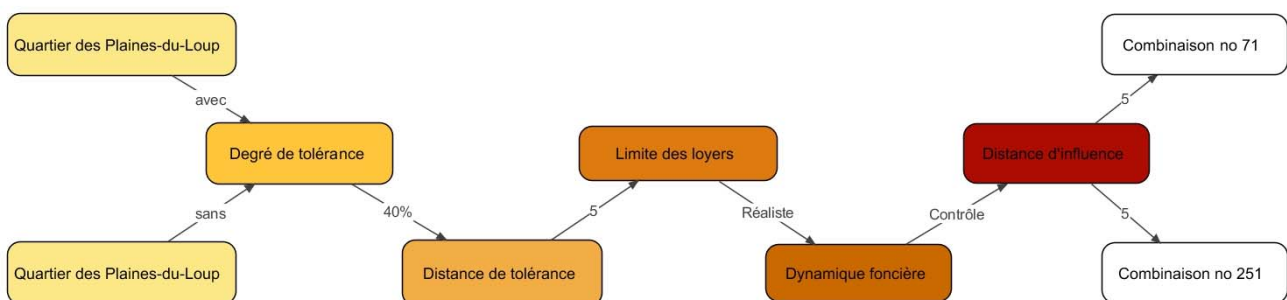 Quartier des Plaines-du-Loup
Combinaison no 71
avec
5
Degré de tolérance
Limite des loyers
Distance d'influence
sans
40%
5
Réaliste
Contrôle
5
Quartier des Plaines-du-Loup
Distance de tolérance
Dynamique foncière
Combinaison no 251